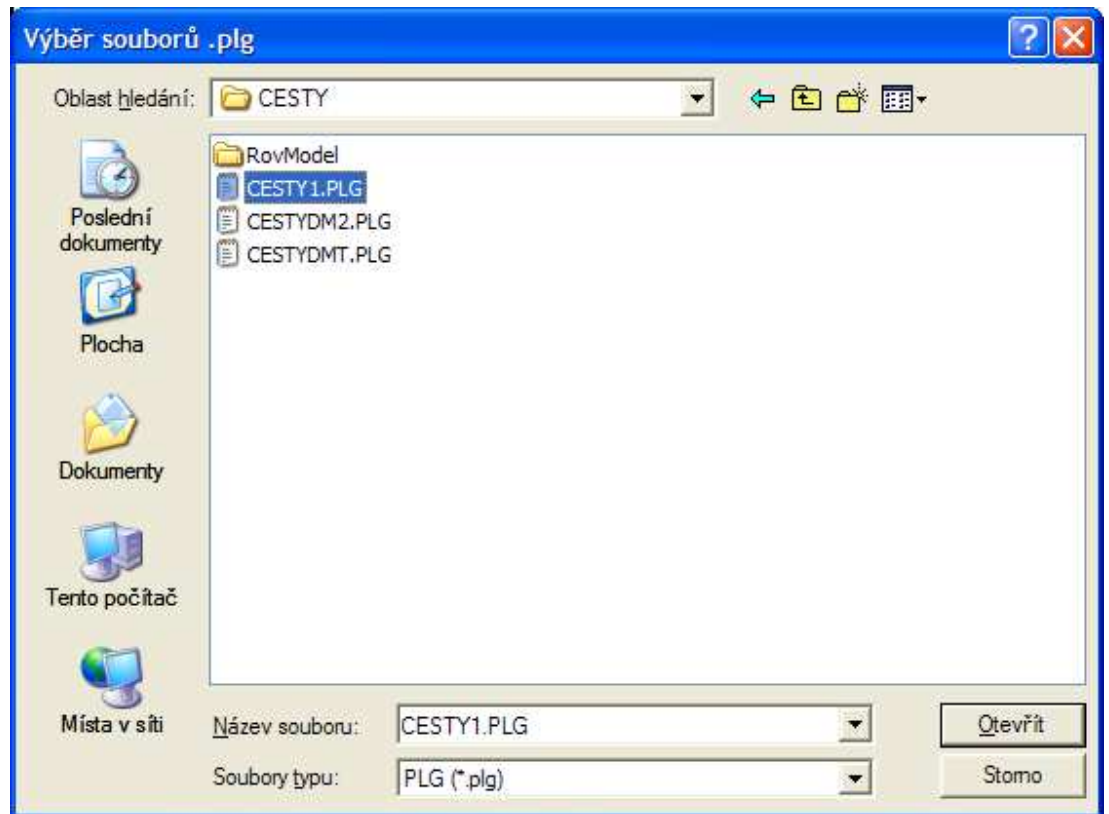 Výběr souborů .plg
Oblast hledání:
CESTY
RovModel
CESTY1.PLG
CESTYDM2.PLG
CESTYDMT.PLG
Poslední
dokumenty
Plocha
Dokumenty
Tento počítač
Místa v síti
Název souboru:
CESTY1.PLG
Otevřít
Soubory typu:
PLG (*.plg)
Storno